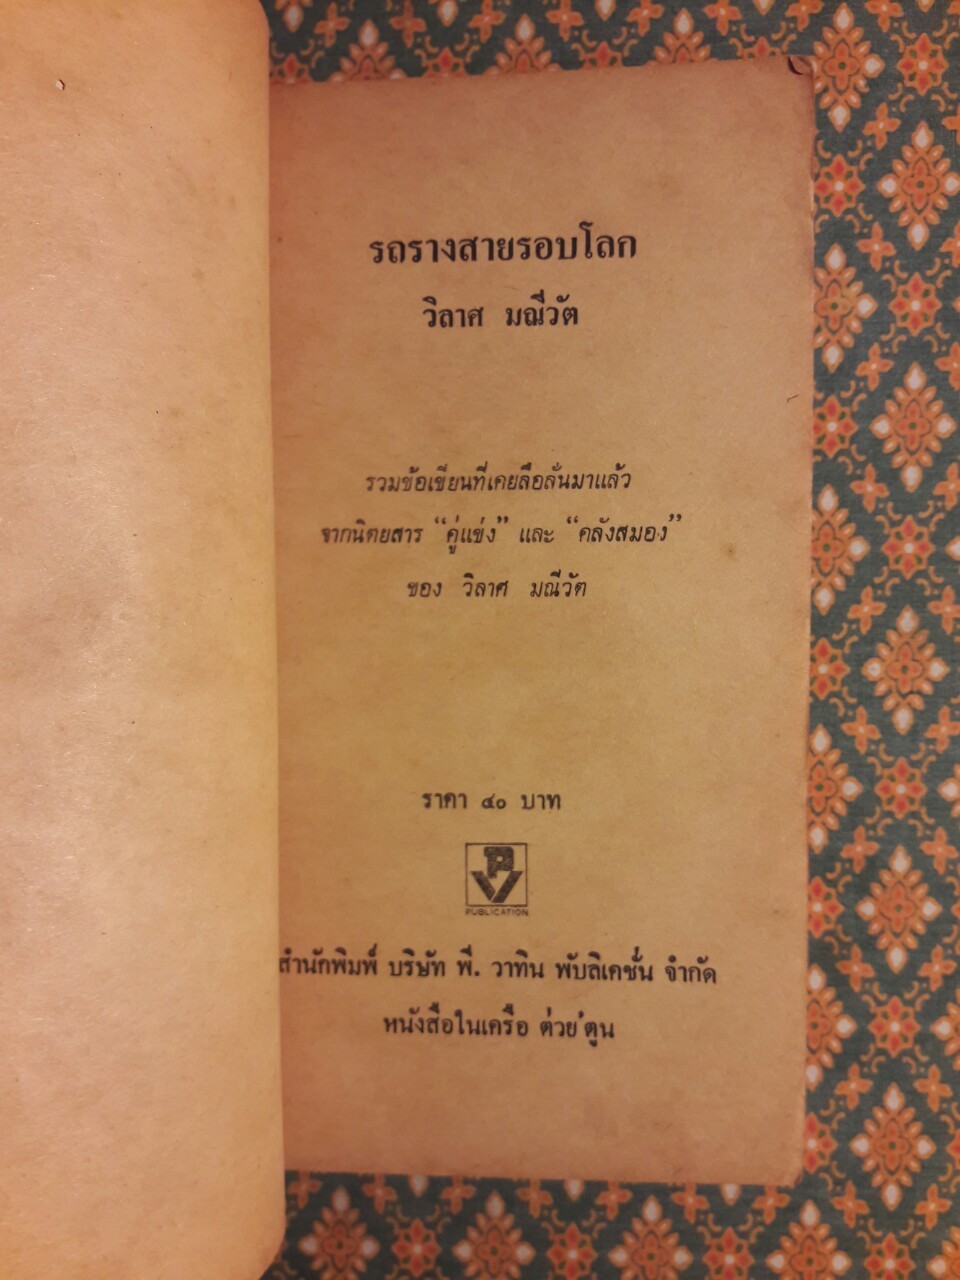 รถรางสายรอบโลก
วิลาศ มณีวัต
รวมข้อเขียนที่เคยลือลั่นมาแล้ว
จากนิตยสาร “คู่แข่ง” และ “คลังสมอง”
ของ วิลาศ มณีวัต
ราคา ๔๐ บาท
PV
PUBLICATION
สำนักพิมพ์ บริษัท พี. วาทิน พับลิเคชั่น จำกัด
หนังสือในเครือ ต่วย'ตูน